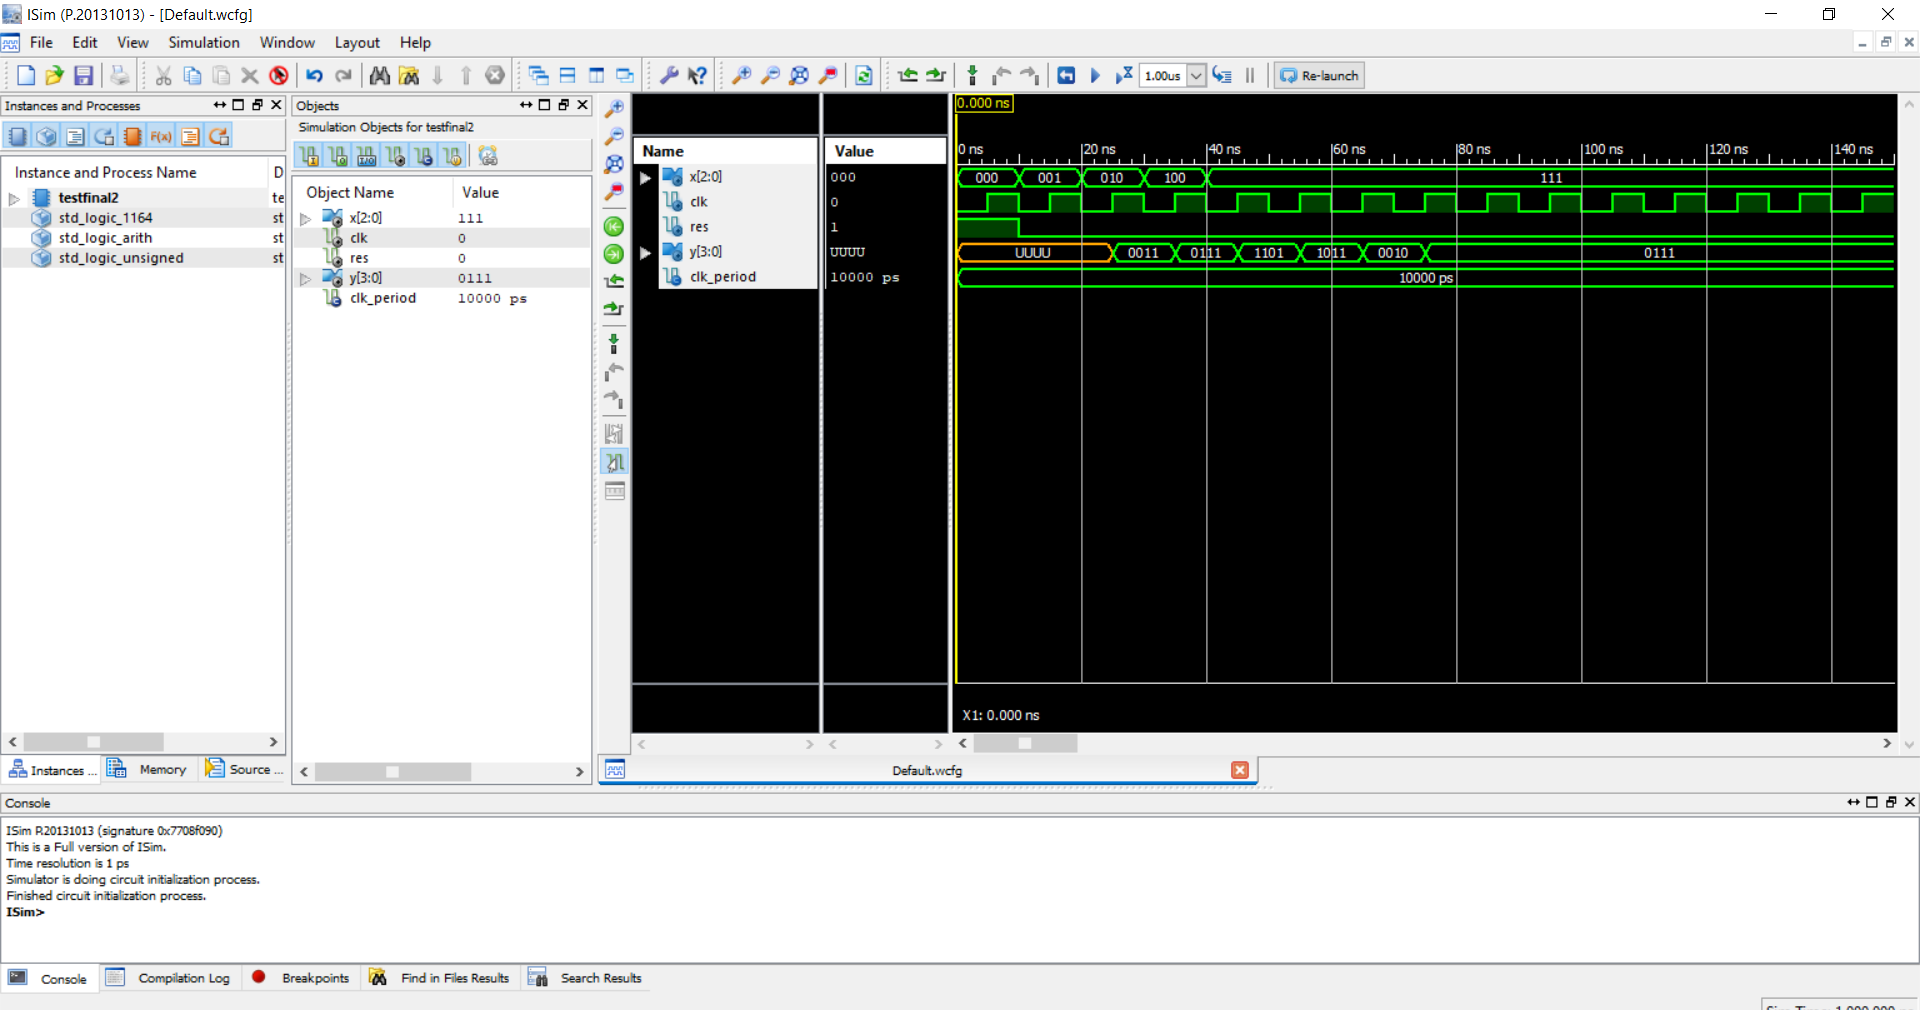 ISim (P.20131013) - [Default.wcfg]
File Edit View Simulation Window Layout Help
1.00us Re-launch
Instances and Processes
F(x)
Instance and Process Name D
testfinal2 te
std_logic_1164 st
std_logic_arith st
std_logic_unsigned st
Instances ... Memory Source ...
Objects
Simulation Objects for testfinal2
Object Name Value
x[2:0] 111
clk 0
res 0
y[3:0] 0111
clk_period 10000 ps
Name Value
x[2:0] 000
clk 0
res 1
y[3:0] UUUU
clk_period 10000 ps
0.000 ns
0 ns 20 ns 40 ns 60 ns 80 ns 100 ns 120 ns 140 ns
000 001 010 100 111
UUUU 0011 0111 1101 1011 0010 0111
10000 ps
X1: 0.000 ns
Default.wcfg
Console
ISim P.20131013 (signature 0x7708f090)
This is a Full version of ISim.
Time resolution is 1 ps
Simulator is doing circuit initialization process.
Finished circuit initialization process.
ISim>
Console Compilation Log Breakpoints Find in Files Results Search Results